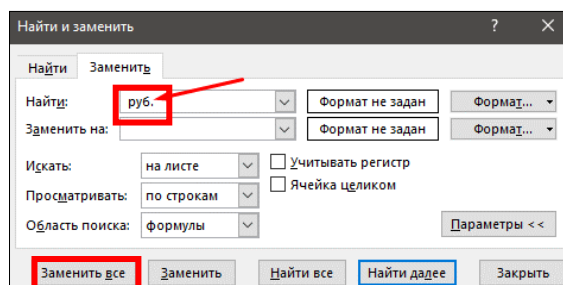 Найти и заменить ? ×
Найти Заменить
Найти: руб. Формат не задан Формат...
Заменить на: Формат не задан Формат...
Искать: на листе Учитывать регистр
Просматривать: по строкам Ячейка целиком
Область поиска: формулы Параметры <<
Заменить все Заменить Найти все Найти далее Закрыть